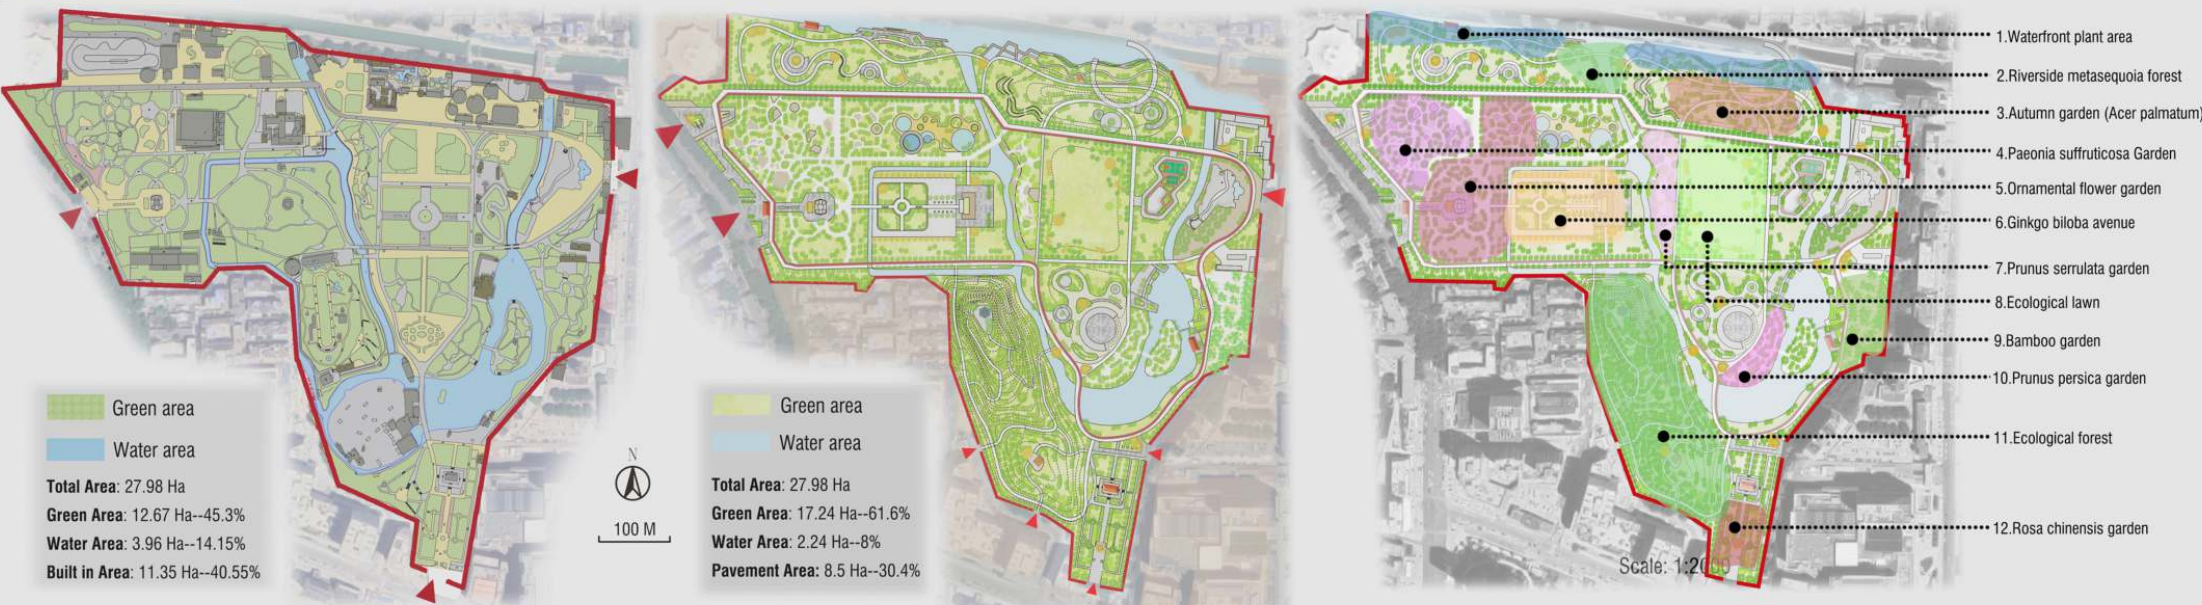 Green area
Water area
Total Area: 27.98 Ha
Green Area: 12.67 Ha--45.3%
Water Area: 3.96 Ha--14.15%
Built in Area: 11.35 Ha--40.55%
N
100 M
Green area
Water area
Total Area: 27.98 Ha
Green Area: 17.24 Ha--61.6%
Water Area: 2.24 Ha--8%
Pavement Area: 8.5 Ha--30.4%
1.Waterfront plant area
2.Riverside metasequoia forest
3.Autumn garden (Acer palmatum)
4.Paeonia suffruticosa Garden
5.Ornamental flower garden
6.Ginkgo biloba avenue
7.Prunus serrulata garden
8.Ecological lawn
9.Bamboo garden
10.Prunus persica garden
11.Ecological forest
12.Rosa chinensis garden
Scale: 1:2000